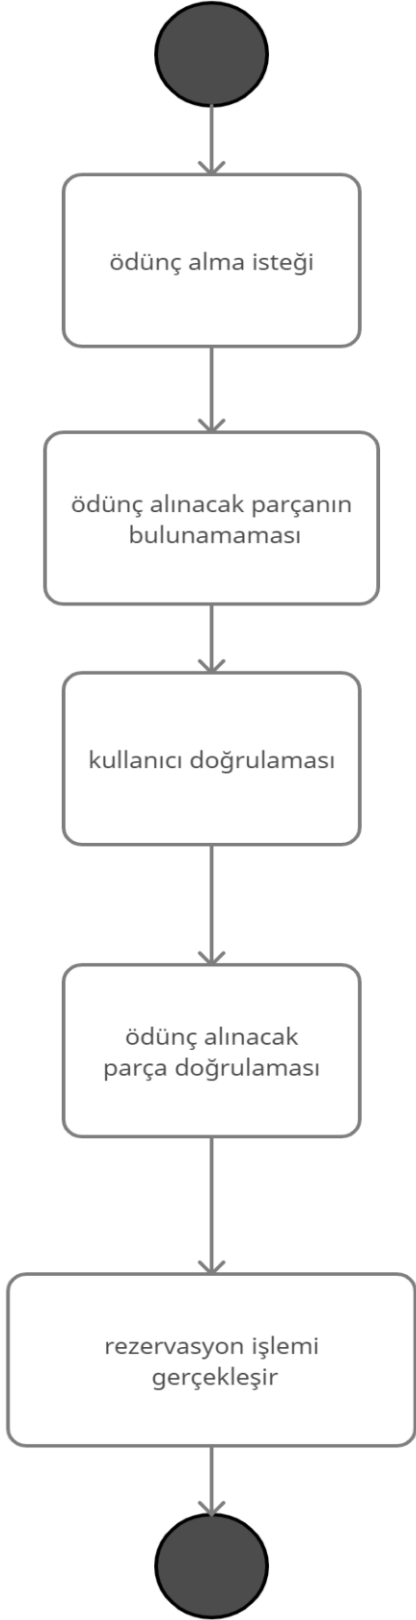 ödünç alma isteği
ödünç alınacak parçanın
bulunamaması
kullanıcı doğrulaması
ödünç alınacak
parça doğrulaması
rezervasyon işlemi
gerçekleşir